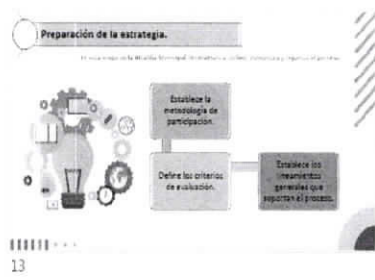 Preparación de la estrategia.
Establece la
metodología de
participación.
Define los criterios
de evaluación.
Establece los
lineamientos
generales que
soportan el proceso.
13